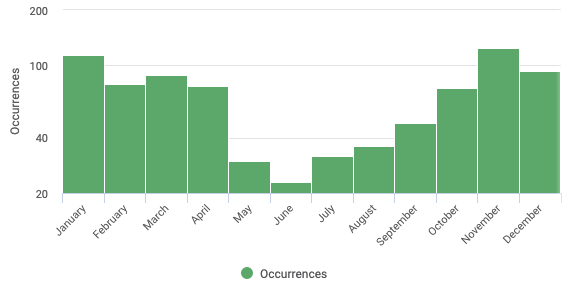 200
100
40
20
Occurrences
January
February
March
April
May
June
July
August
September
October
November
December
Occurrences